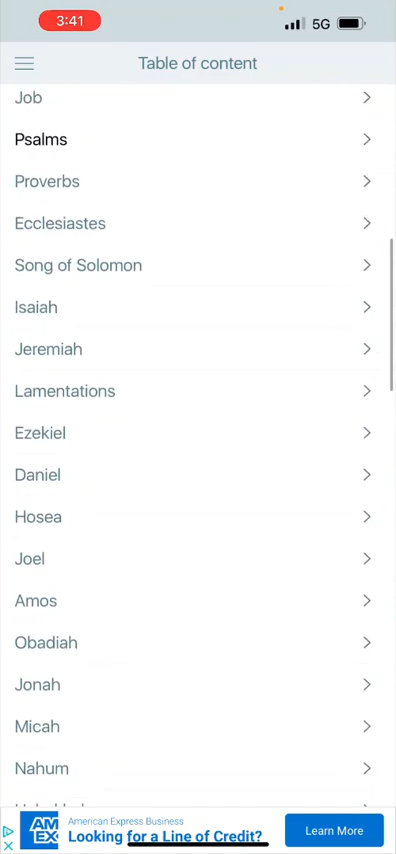 3:41
5G
Table of content
Job
Psalms
Proverbs
Ecclesiastes
Song of Solomon
Isaiah
Jeremiah
Lamentations
Ezekiel
Daniel
Hosea
Joel
Amos
Obadiah
Jonah
Micah
Nahum
AM
EX
American Express Business
Looking for a Line of Credit?
Learn More